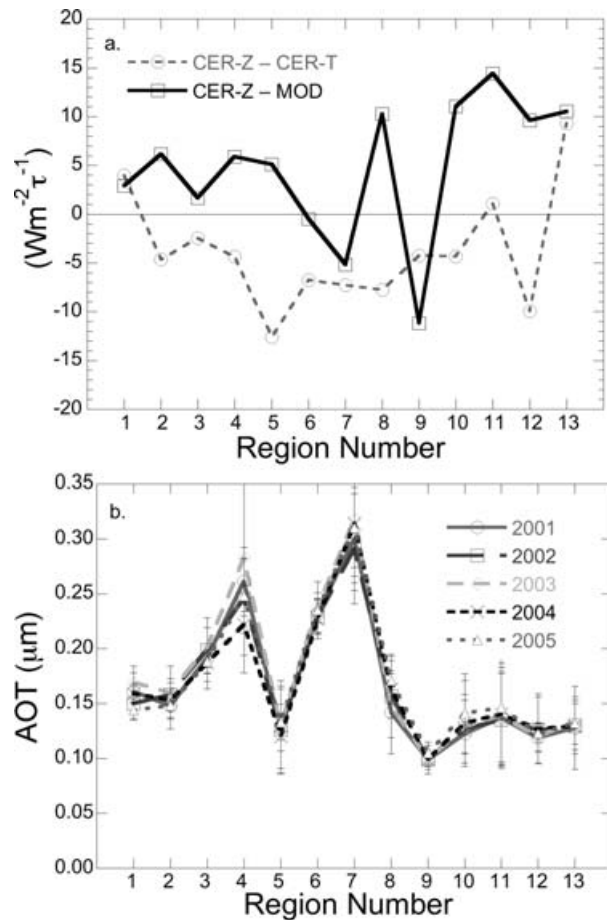 a.
CER-Z – CER-T
CER-Z – MOD
20
15
10
5
0
-5
-10
-15
-20
(Wm-2τ-1)
1 2 3 4 5 6 7 8 9 10 11 12 13
Region Number
b.
2001
2002
2003
2004
2005
0.35
0.30
0.25
0.20
0.15
0.10
0.05
0.00
AOT (μm)
1 2 3 4 5 6 7 8 9 10 11 12 13
Region Number